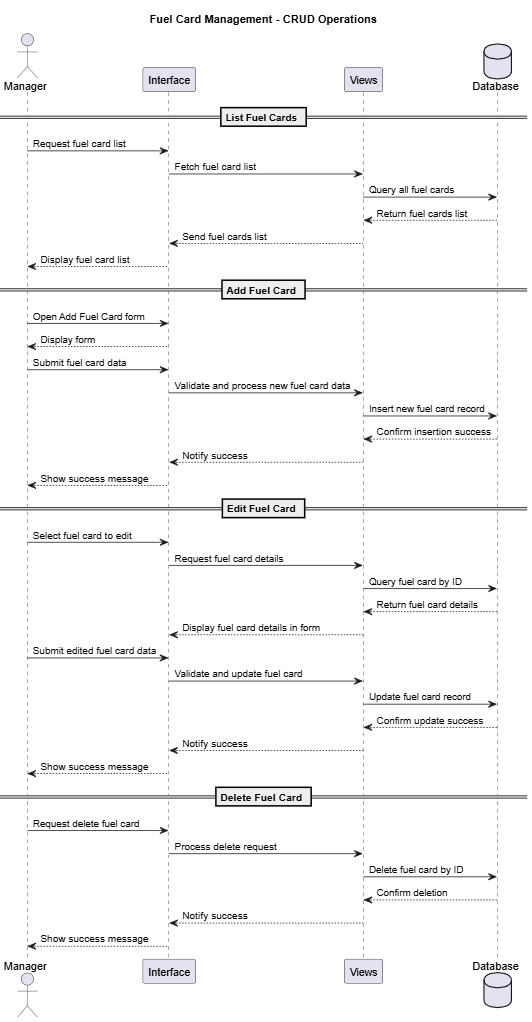 Fuel Card Management - CRUD Operations
Manager
Interface
Views
Database
List Fuel Cards
Request fuel card list
Fetch fuel card list
Query all fuel cards
Return fuel cards list
Send fuel cards list
Display fuel card list
Add Fuel Card
Open Add Fuel Card form
Display form
Submit fuel card data
Validate and process new fuel card data
Insert new fuel card record
Confirm insertion success
Notify success
Show success message
Edit Fuel Card
Select fuel card to edit
Request fuel card details
Query fuel card by ID
Return fuel card details
Display fuel card details in form
Submit edited fuel card data
Validate and update fuel card
Update fuel card record
Confirm update success
Notify success
Show success message
Delete Fuel Card
Request delete fuel card
Process delete request
Delete fuel card by ID
Confirm deletion
Notify success
Show success message
Manager
Interface
Views
Database